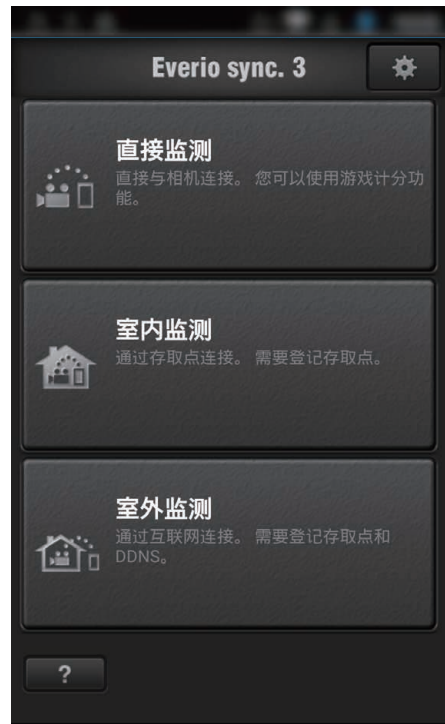 Everio sync. 3
直接监测
直接与相机连接。 您可以使用游戏计分功
能。
室内监测
通过存取点连接。 需要登记存取点。
室外监测
通过互联网连接。 需要登记存取点和
DDNS。
?